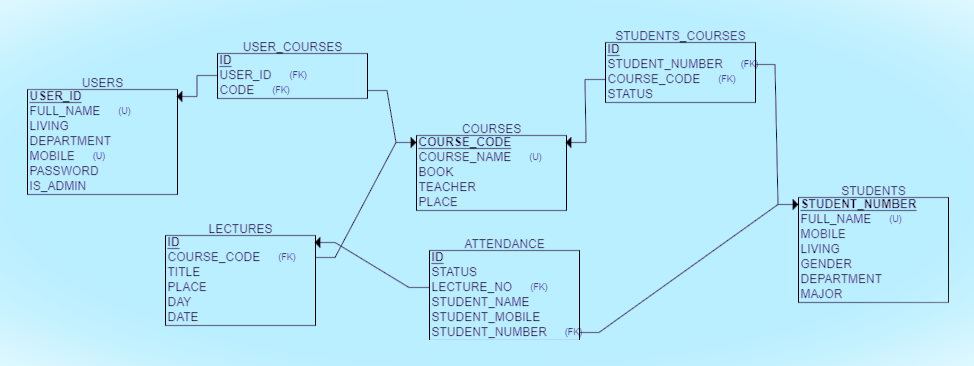 USER_COURSES
ID
USER_ID (FK)
CODE (FK)
STUDENTS_COURSES
ID
STUDENT_NUMBER (FK)
COURSE_CODE (FK)
STATUS
USERS
USER_ID
FULL_NAME (U)
LIVING
DEPARTMENT
MOBILE (U)
PASSWORD
IS_ADMIN
COURSES
COURSE_CODE
COURSE_NAME (U)
BOOK
TEACHER
PLACE
STUDENTS
STUDENT_NUMBER
FULL_NAME (U)
MOBILE
LIVING
GENDER
DEPARTMENT
MAJOR
LECTURES
ID
COURSE_CODE (FK)
TITLE
PLACE
DAY
DATE
ATTENDANCE
ID
STATUS
LECTURE_NO (FK)
STUDENT_NAME
STUDENT_MOBILE
STUDENT_NUMBER (FK)